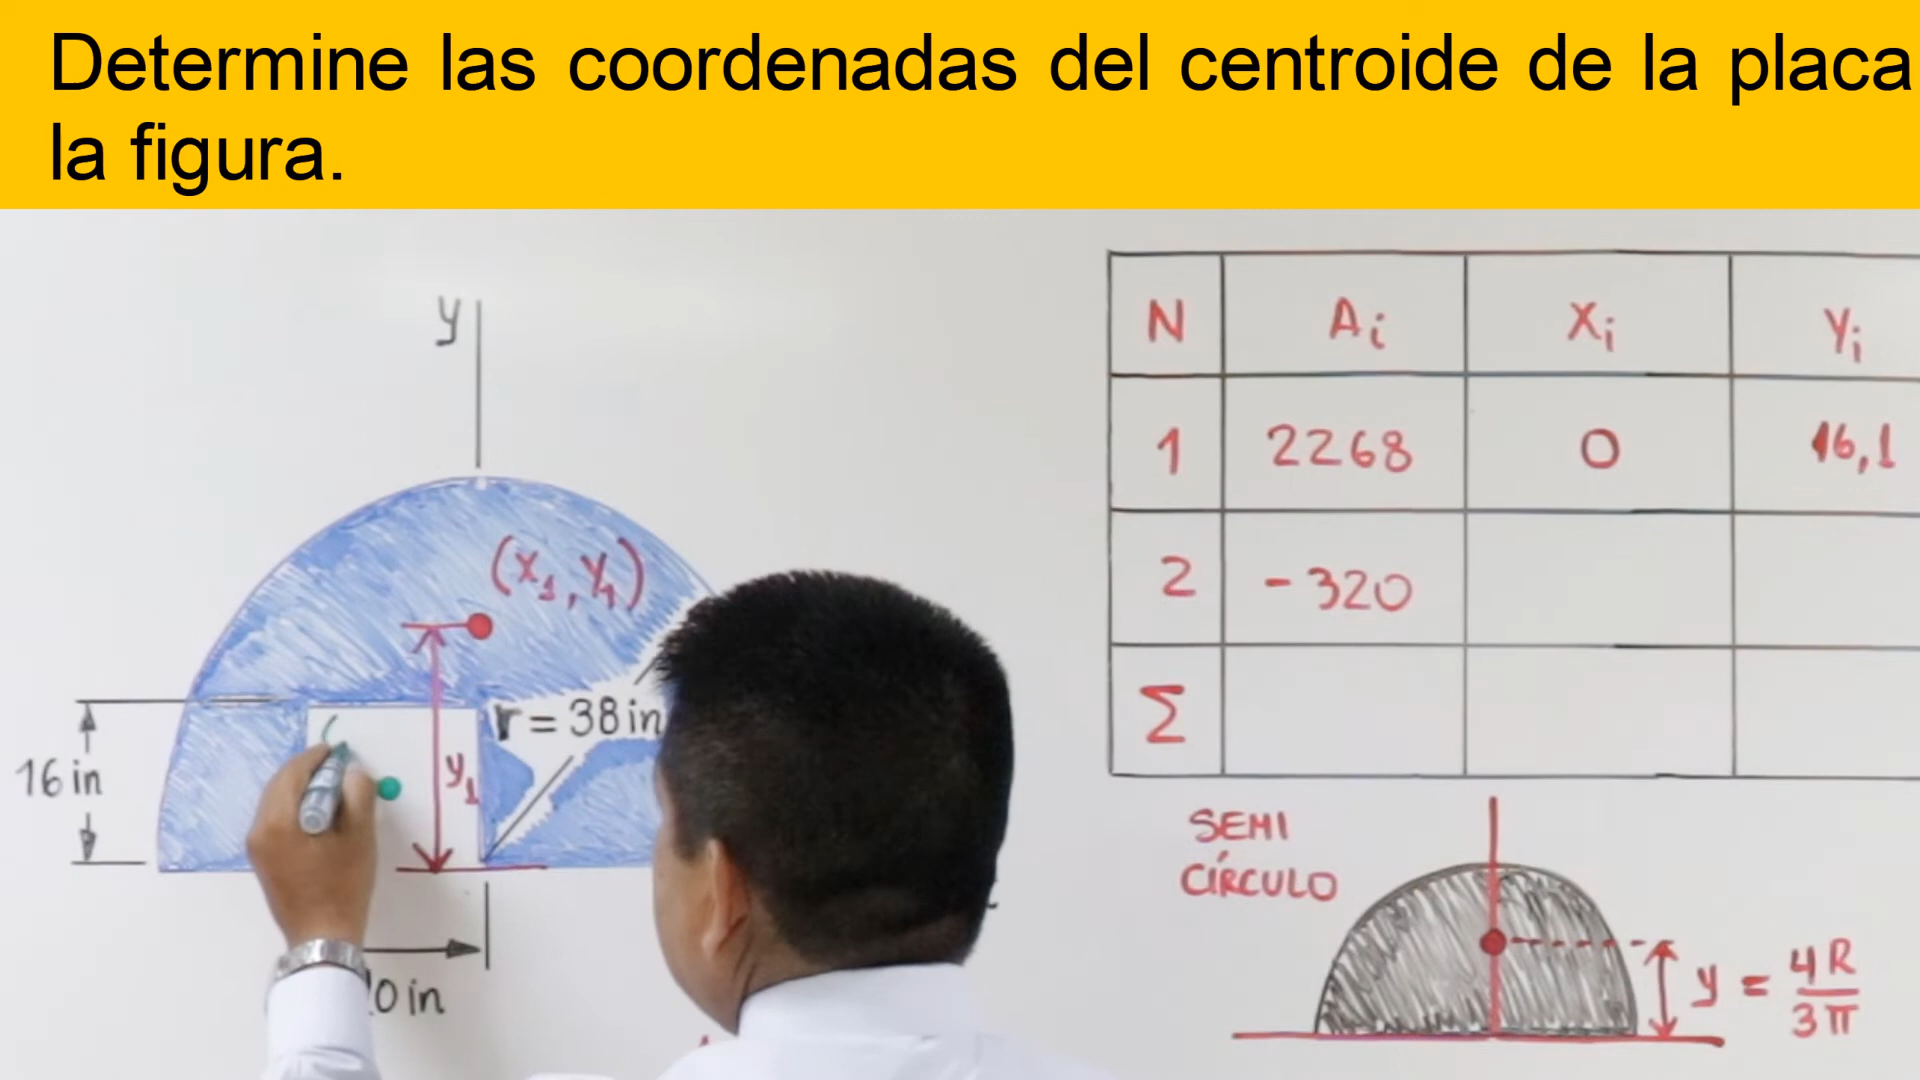 Determine las coordenadas del centroide de la placa
la figura.
y
N Ai Xi Yi
1 2268 0 16,1
2 -320
Σ
(X1, Y1)
r = 38 in
16 in
y1
0 in
SEMI
CÍRCULO
y = 4R
3π